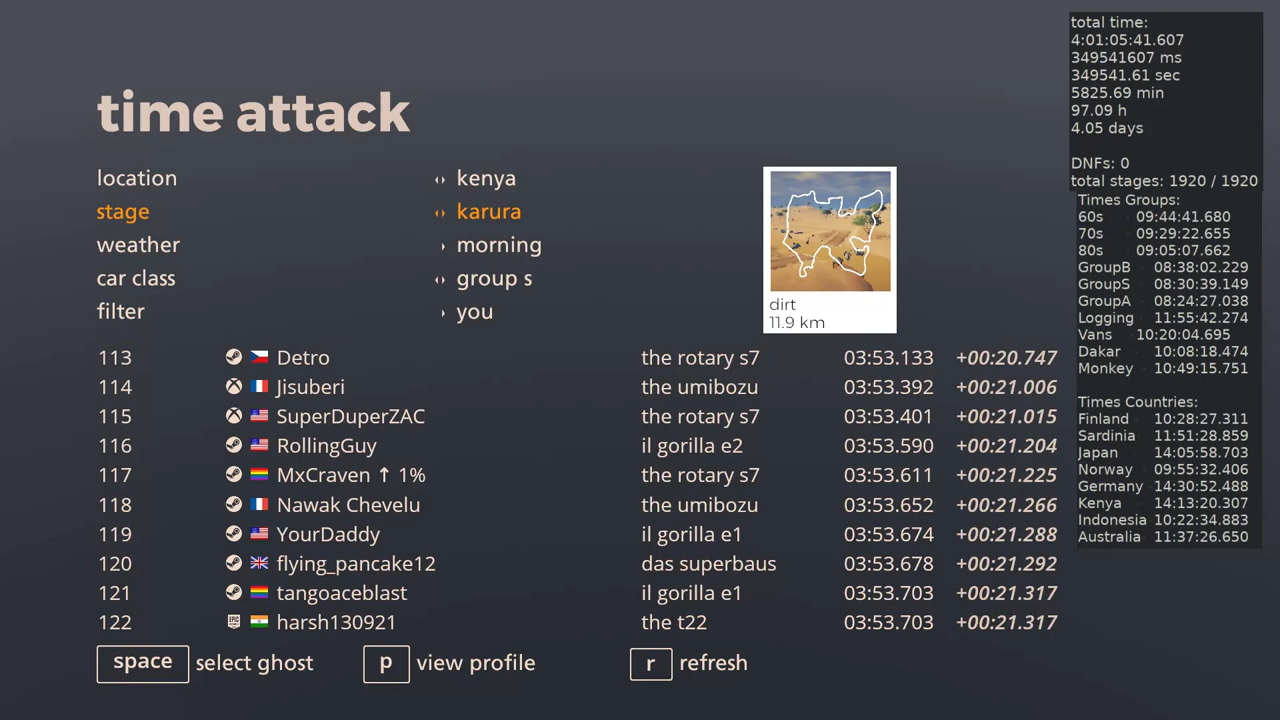 time attack
location kenya
stage karura
weather morning
car class group s
filter you
dirt
11.9 km
113 Detro the rotary s7 03:53.133 +00:20.747
114 Jisuberi the umibozu 03:53.392 +00:21.006
115 SuperDuperZAC the rotary s7 03:53.401 +00:21.015
116 RollingGuy il gorilla e2 03:53.590 +00:21.204
117 MxCraven ↑ 1% the rotary s7 03:53.611 +00:21.225
118 Nawak Chevelu the umibozu 03:53.652 +00:21.266
119 YourDaddy il gorilla e1 03:53.674 +00:21.288
120 flying_pancake12 das superbaus 03:53.678 +00:21.292
121 tangoaceblast il gorilla e1 03:53.703 +00:21.317
122 harsh130921 the t22 03:53.703 +00:21.317
space select ghost p view profile r refresh
total time:
4:01:05:41.607
349541607 ms
349541.61 sec
5825.69 min
97.09 h
4.05 days
DNFs: 0
total stages: 1920 / 1920
Times Groups:
60s 09:44:41.680
70s 09:29:22.655
80s 09:05:07.662
GroupB 08:38:02.229
GroupS 08:30:39.149
GroupA 08:24:27.038
Logging 11:55:42.274
Vans 10:20:04.695
Dakar 10:08:18.474
Monkey 10:49:15.751
Times Countries:
Finland 10:28:27.311
Sardinia 11:51:28.859
Japan 14:05:58.703
Norway 09:55:32.406
Germany 14:30:52.488
Kenya 14:13:20.307
Indonesia 10:22:34.883
Australia 11:37:26.650